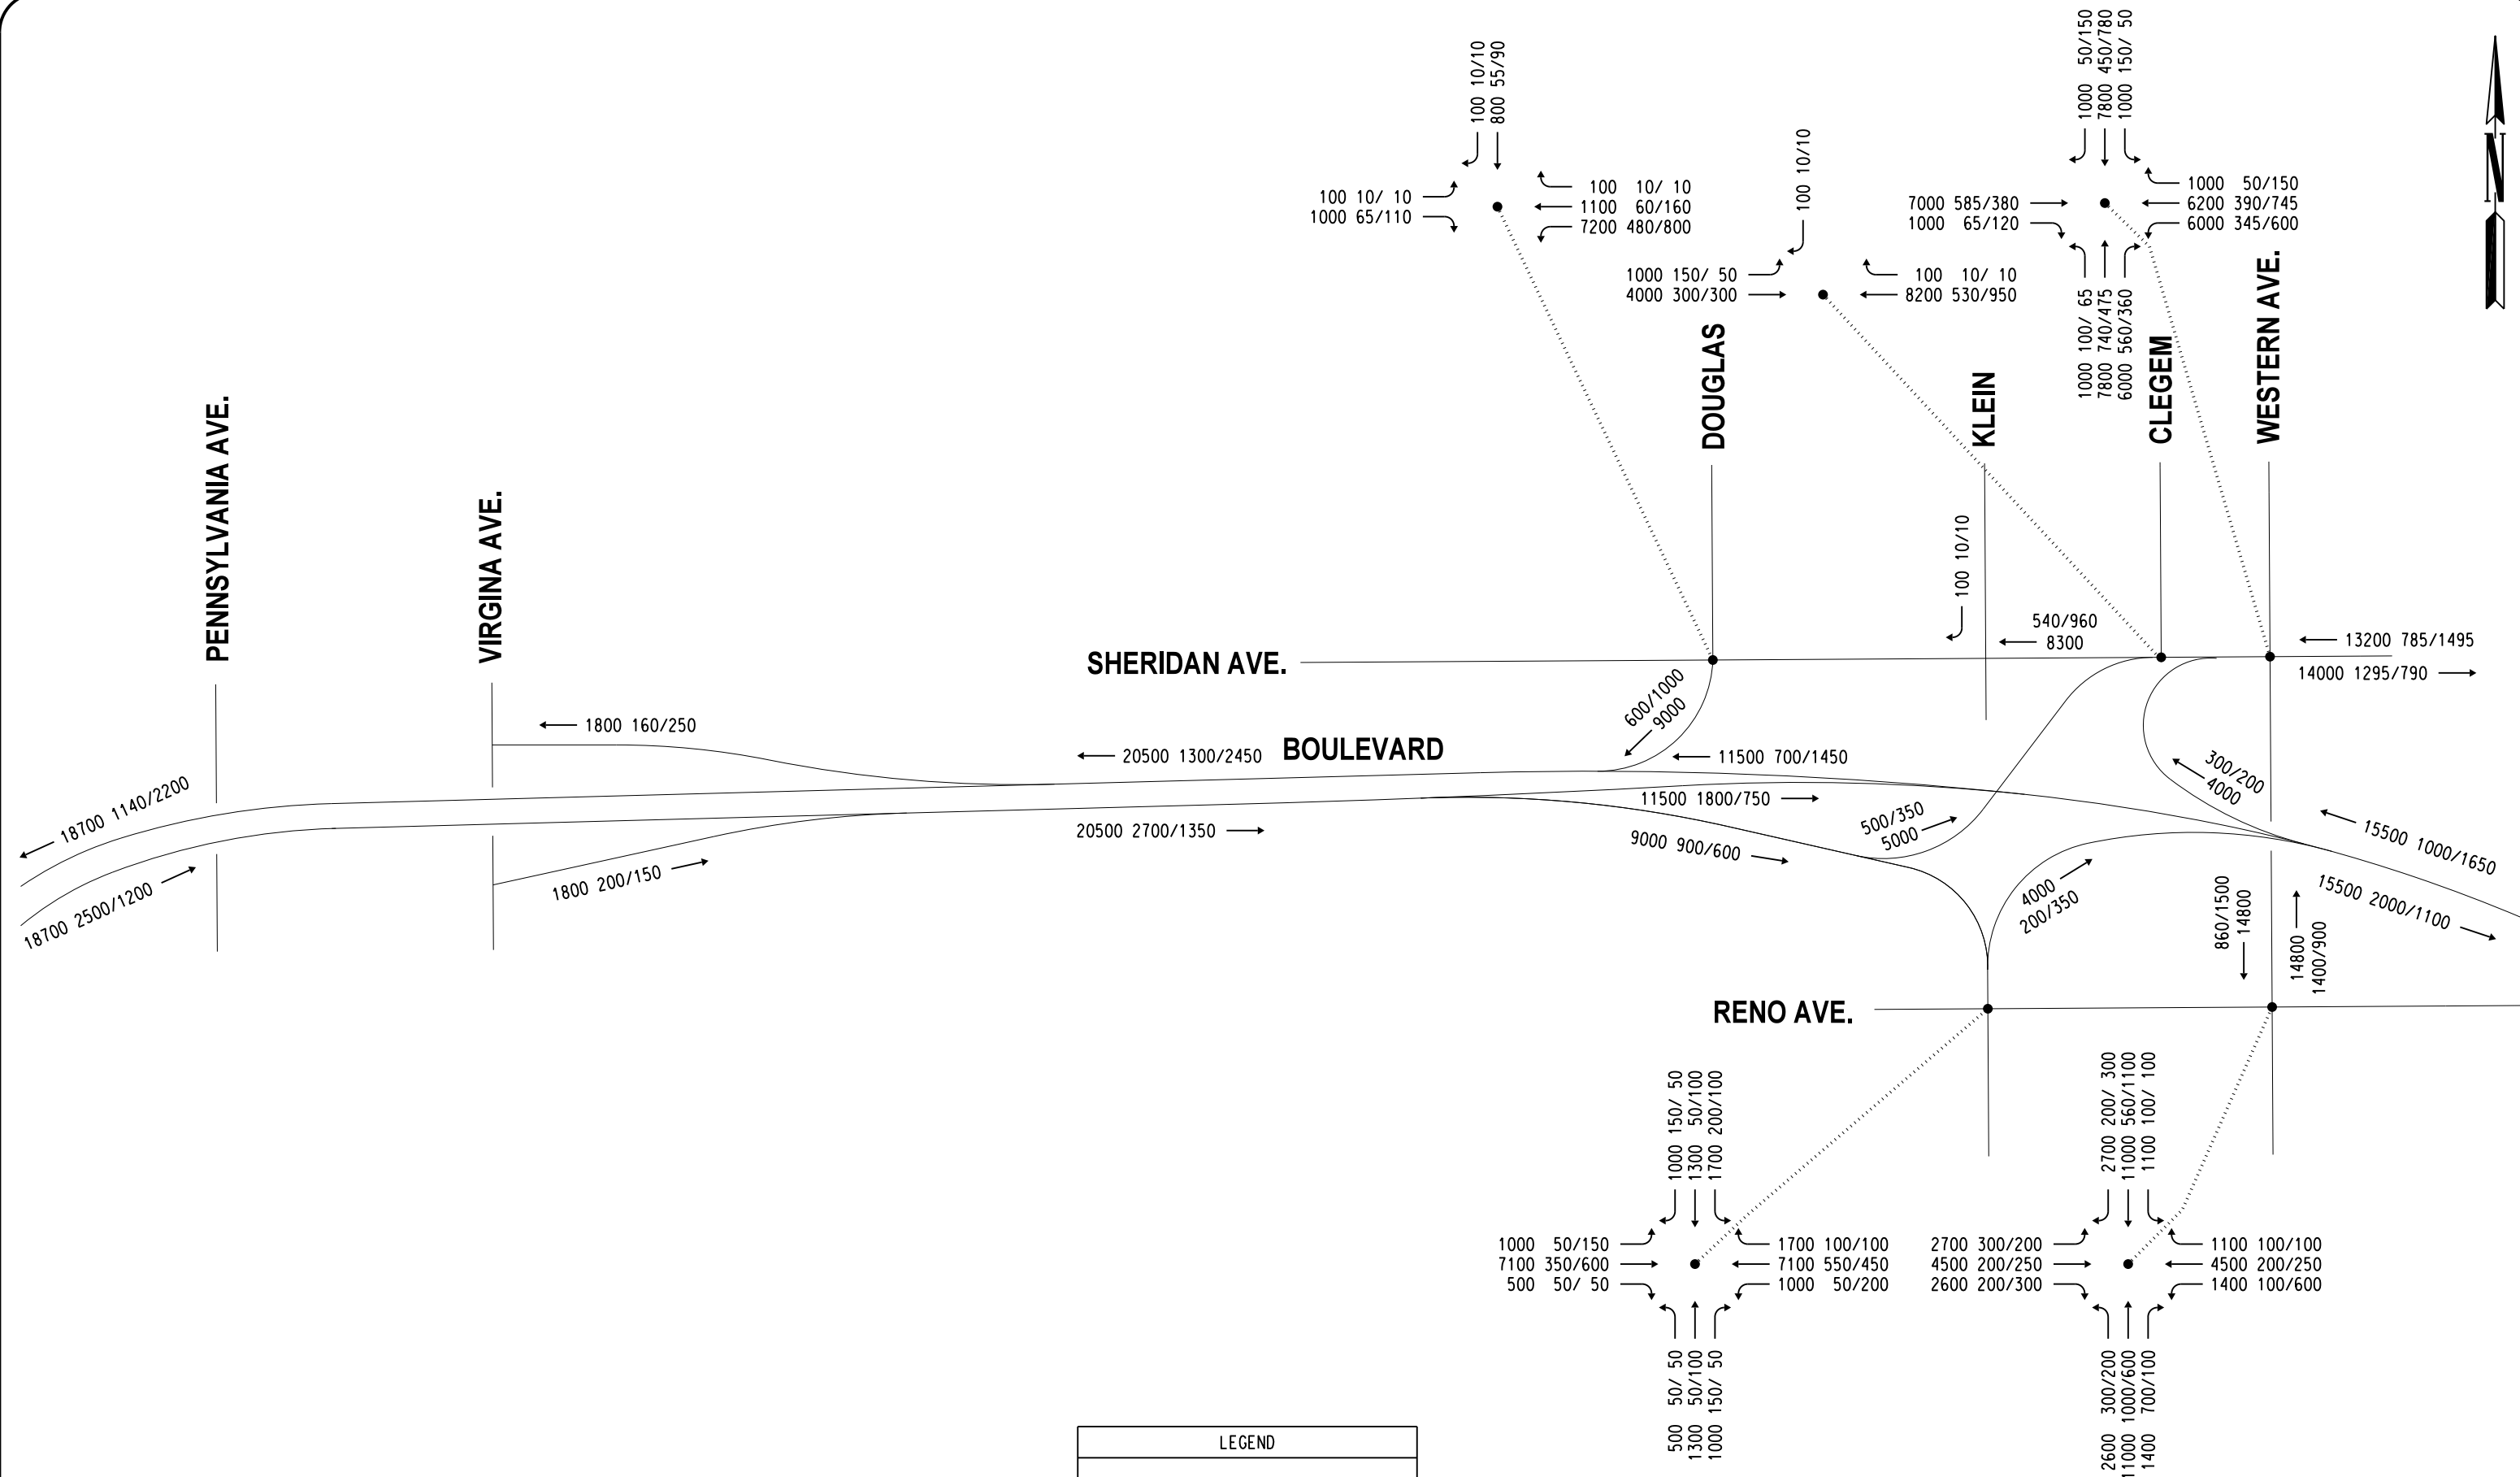 100 10/10
800 55/90
100 10/ 10
1000 65/110
100 10/ 10
1100 60/160
7200 480/800
100 10/10
1000 150/ 50
4000 300/300
100 10/ 10
8200 530/950
1000 50/150
7800 450/780
1000 150/ 50
7000 585/380
1000 65/120
1000 50/150
6200 390/745
6000 345/600
1000 100/ 65
7800 740/475
6000 560/360
N
PENNSYLVANIA AVE.
VIRGINA AVE.
DOUGLAS
KLEIN
CLEGEM
WESTERN AVE.
100 10/10
540/960
8300
SHERIDAN AVE.
13200 785/1495
14000 1295/790
600/1000
9000
1800 160/250
20500 1300/2450
BOULEVARD
11500 700/1450
300/200
4000
18700 1140/2200
11500 1800/750
20500 2700/1350
500/350
5000
9000 900/600
15500 1000/1650
18700 2500/1200
1800 200/150
4000
200/350
860/1500
14800
14800
1400/900
15500 2000/1100
RENO AVE.
1000 150/ 50
1300 50/100
1700 200/100
1000 50/150
7100 350/600
500 50/ 50
1700 100/100
7100 550/450
1000 50/200
500 50/ 50
1300 50/100
1000 150/ 50
2700 200/ 300
11000 560/1100
1100 100/ 100
2700 300/200
4500 200/250
2600 200/300
1100 100/100
4500 200/250
1400 100/600
2600 300/200
11000 1000/600
1400 700/100
LEGEND